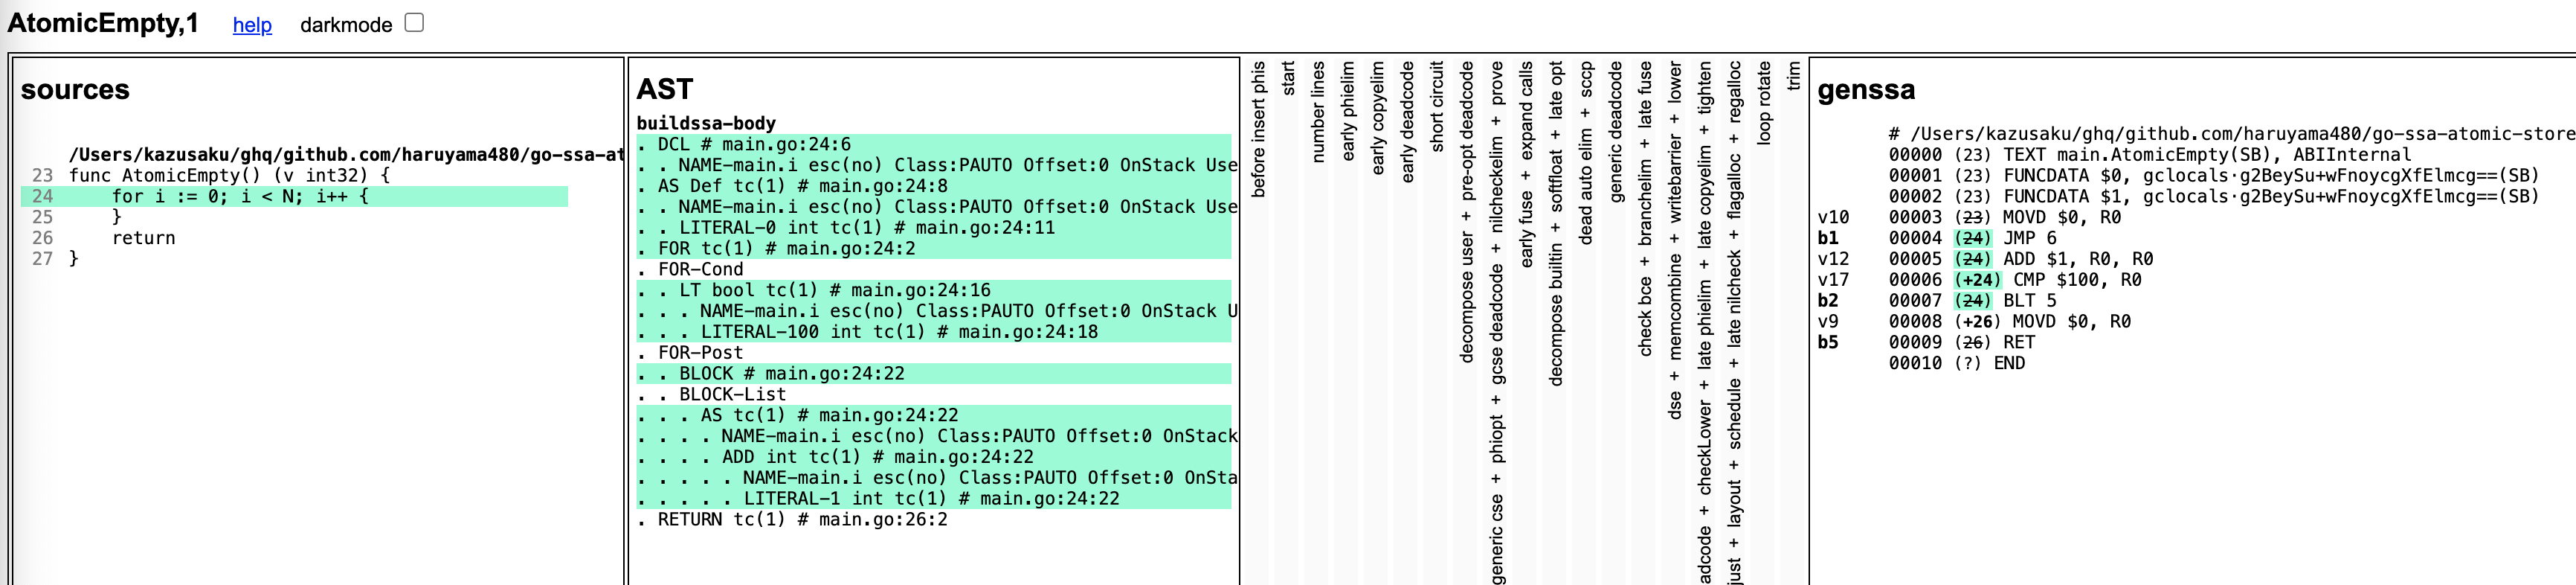 AtomicEmpty,1 help darkmode
sources
/Users/kazusaku/ghq/github.com/haruyama480/go-ssa-at
23 func AtomicEmpty() (v int32) {
24 for i := 0; i < N; i++ {
25 }
26 return
27 }
AST
buildssa-body
. DCL # main.go:24:6
. . NAME-main.i esc(no) Class:PAUTO Offset:0 OnStack Use
. AS Def tc(1) # main.go:24:8
. . NAME-main.i esc(no) Class:PAUTO Offset:0 OnStack Use
. . LITERAL-0 int tc(1) # main.go:24:11
. FOR tc(1) # main.go:24:2
. FOR-Cond
. . LT bool tc(1) # main.go:24:16
. . . NAME-main.i esc(no) Class:PAUTO Offset:0 OnStack U
. . . LITERAL-100 int tc(1) # main.go:24:18
. FOR-Post
. . BLOCK # main.go:24:22
. . BLOCK-List
. . . AS tc(1) # main.go:24:22
. . . . NAME-main.i esc(no) Class:PAUTO Offset:0 OnStack
. . . . ADD int tc(1) # main.go:24:22
. . . . . NAME-main.i esc(no) Class:PAUTO Offset:0 OnSta
. . . . . LITERAL-1 int tc(1) # main.go:24:22
. RETURN tc(1) # main.go:26:2
before insert phis
start
number lines
early phielim
early copyelim
early deadcode
short circuit
decompose user + pre-opt deadcode
generic cse + phiopt + gcse deadcode + nilcheckelim + prove
early fuse + expand calls
decompose builtin + softfloat + late opt
dead auto elim + sccp
generic deadcode
check bce + branchelim + late fuse
dse + memcombine + writebarrier + lower
adcode + checkLower + late phielim + late copyelim + tighten
just + layout + schedule + late nilcheck + flagalloc + regalloc
loop rotate
trim
genssa
# /Users/kazusaku/ghq/github.com/haruyama480/go-ssa-atomic-store
00000 (23) TEXT main.AtomicEmpty(SB), ABIInternal
00001 (23) FUNCDATA $0, gclocals·g2BeySu+wFnoycgXfElmcg==(SB)
00002 (23) FUNCDATA $1, gclocals·g2BeySu+wFnoycgXfElmcg==(SB)
v10 00003 (23) MOVD $0, R0
b1 00004 (24) JMP 6
v12 00005 (24) ADD $1, R0, R0
v17 00006 (+24) CMP $100, R0
b2 00007 (24) BLT 5
v9 00008 (+26) MOVD $0, R0
b5 00009 (26) RET
00010 (?) END